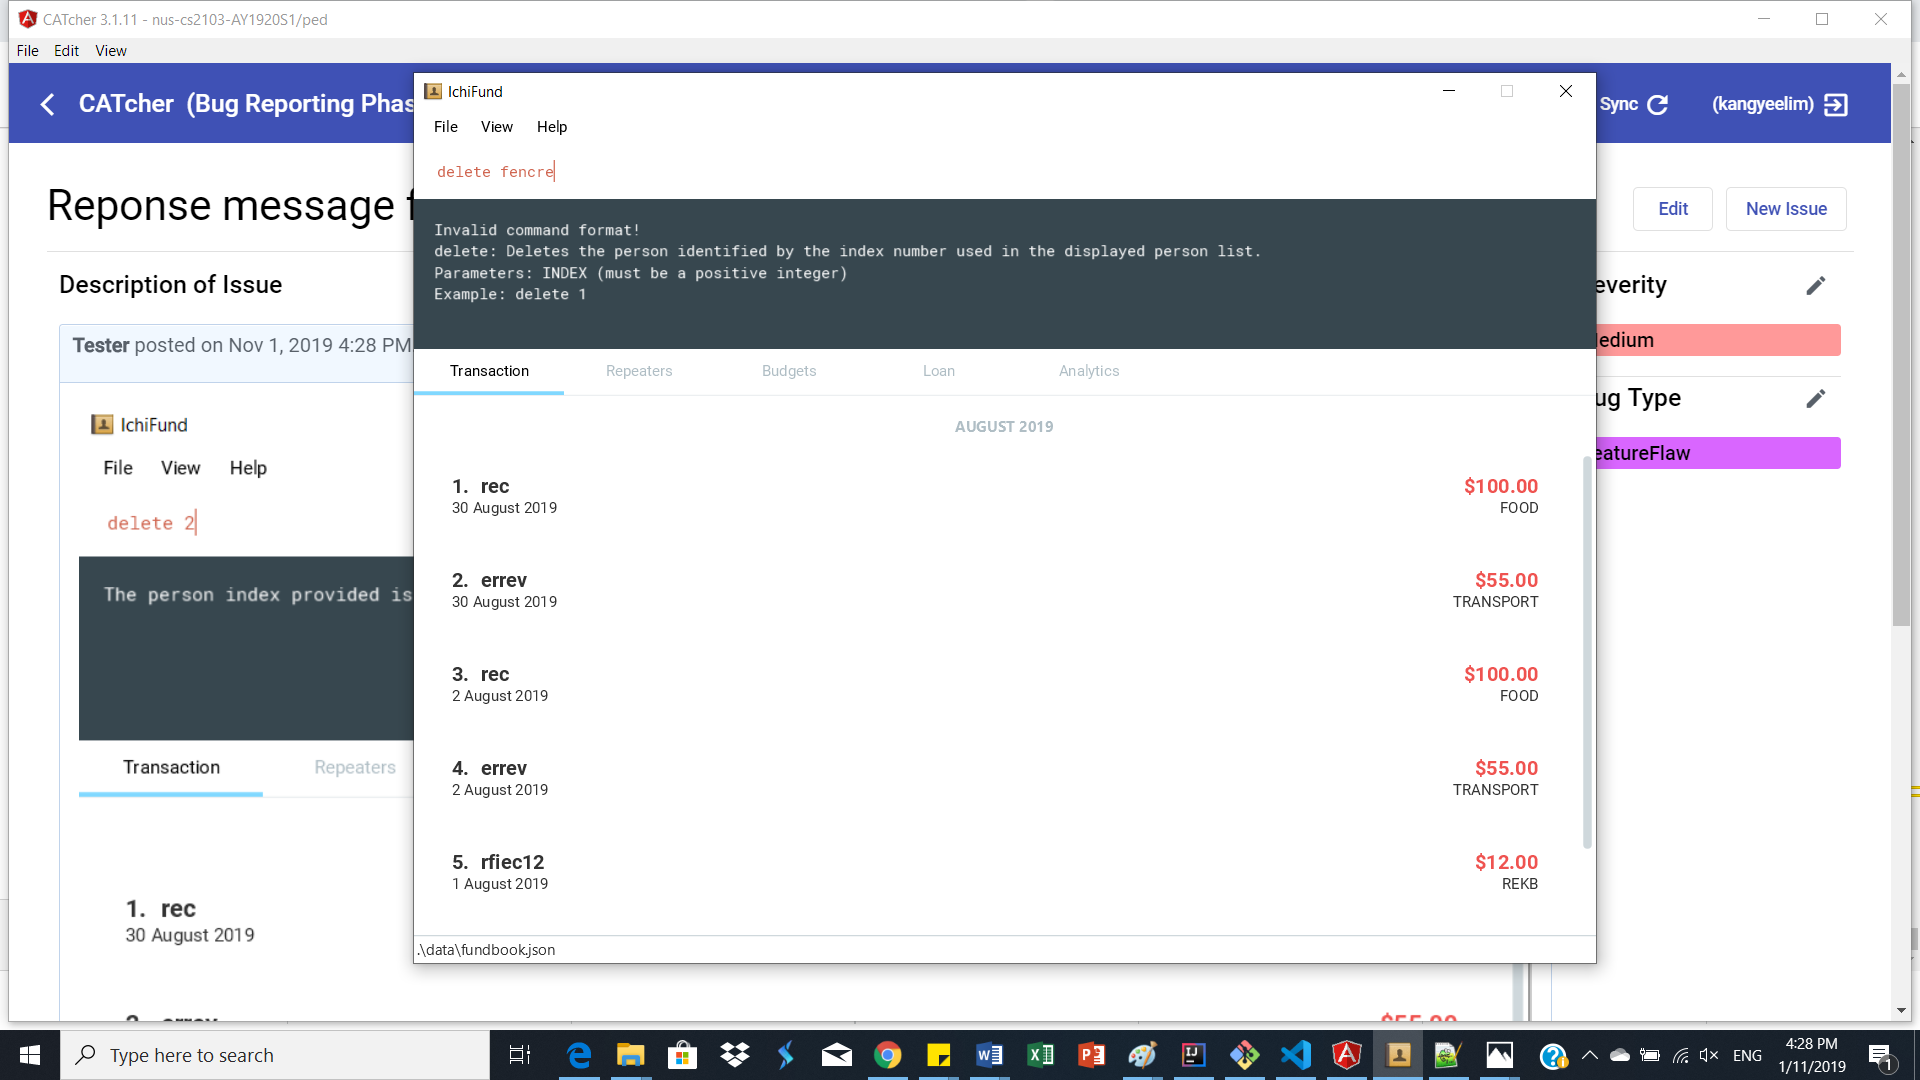 CATcher 3.1.11 - nus-cs2103-AY1920S1/ped
File Edit View
CATcher (Bug Reporting Phas
Sync
(kangyeelim)
Reponse message f
Edit
New Issue
Description of Issue
Tester posted on Nov 1, 2019 4:28 PM
IchiFund
File View Help
delete 2
The person index provided is
Transaction Repeaters
1. rec
30 August 2019
2. errev
$55.00
everity
Medium
ug Type
eatureFlaw
IchiFund
File View Help
delete fencre
Invalid command format!
delete: Deletes the person identified by the index number used in the displayed person list.
Parameters: INDEX (must be a positive integer)
Example: delete 1
Transaction Repeaters Budgets Loan Analytics
AUGUST 2019
1. rec $100.00
30 August 2019 FOOD
2. errev $55.00
30 August 2019 TRANSPORT
3. rec $100.00
2 August 2019 FOOD
4. errev $55.00
2 August 2019 TRANSPORT
5. rfiec12 $12.00
1 August 2019 REKB
.\data\fundbook.json
Type here to search
ENG
4:28 PM
1/11/2019
1